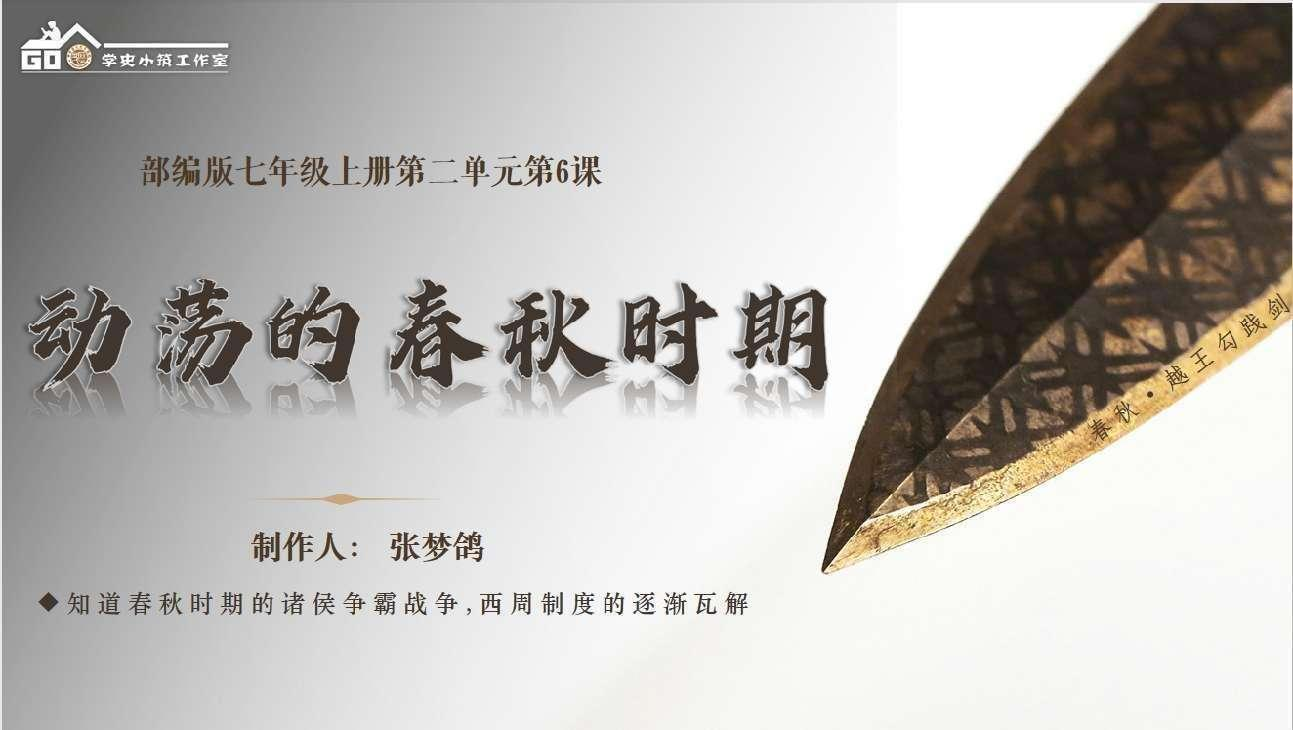 GO 学史小筑工作室
部编版七年级上册第二单元第6课
动荡的春秋时期
春秋·越王勾践剑
制作人： 张梦鸽
◆知道春秋时期的诸侯争霸战争,西周制度的逐渐瓦解